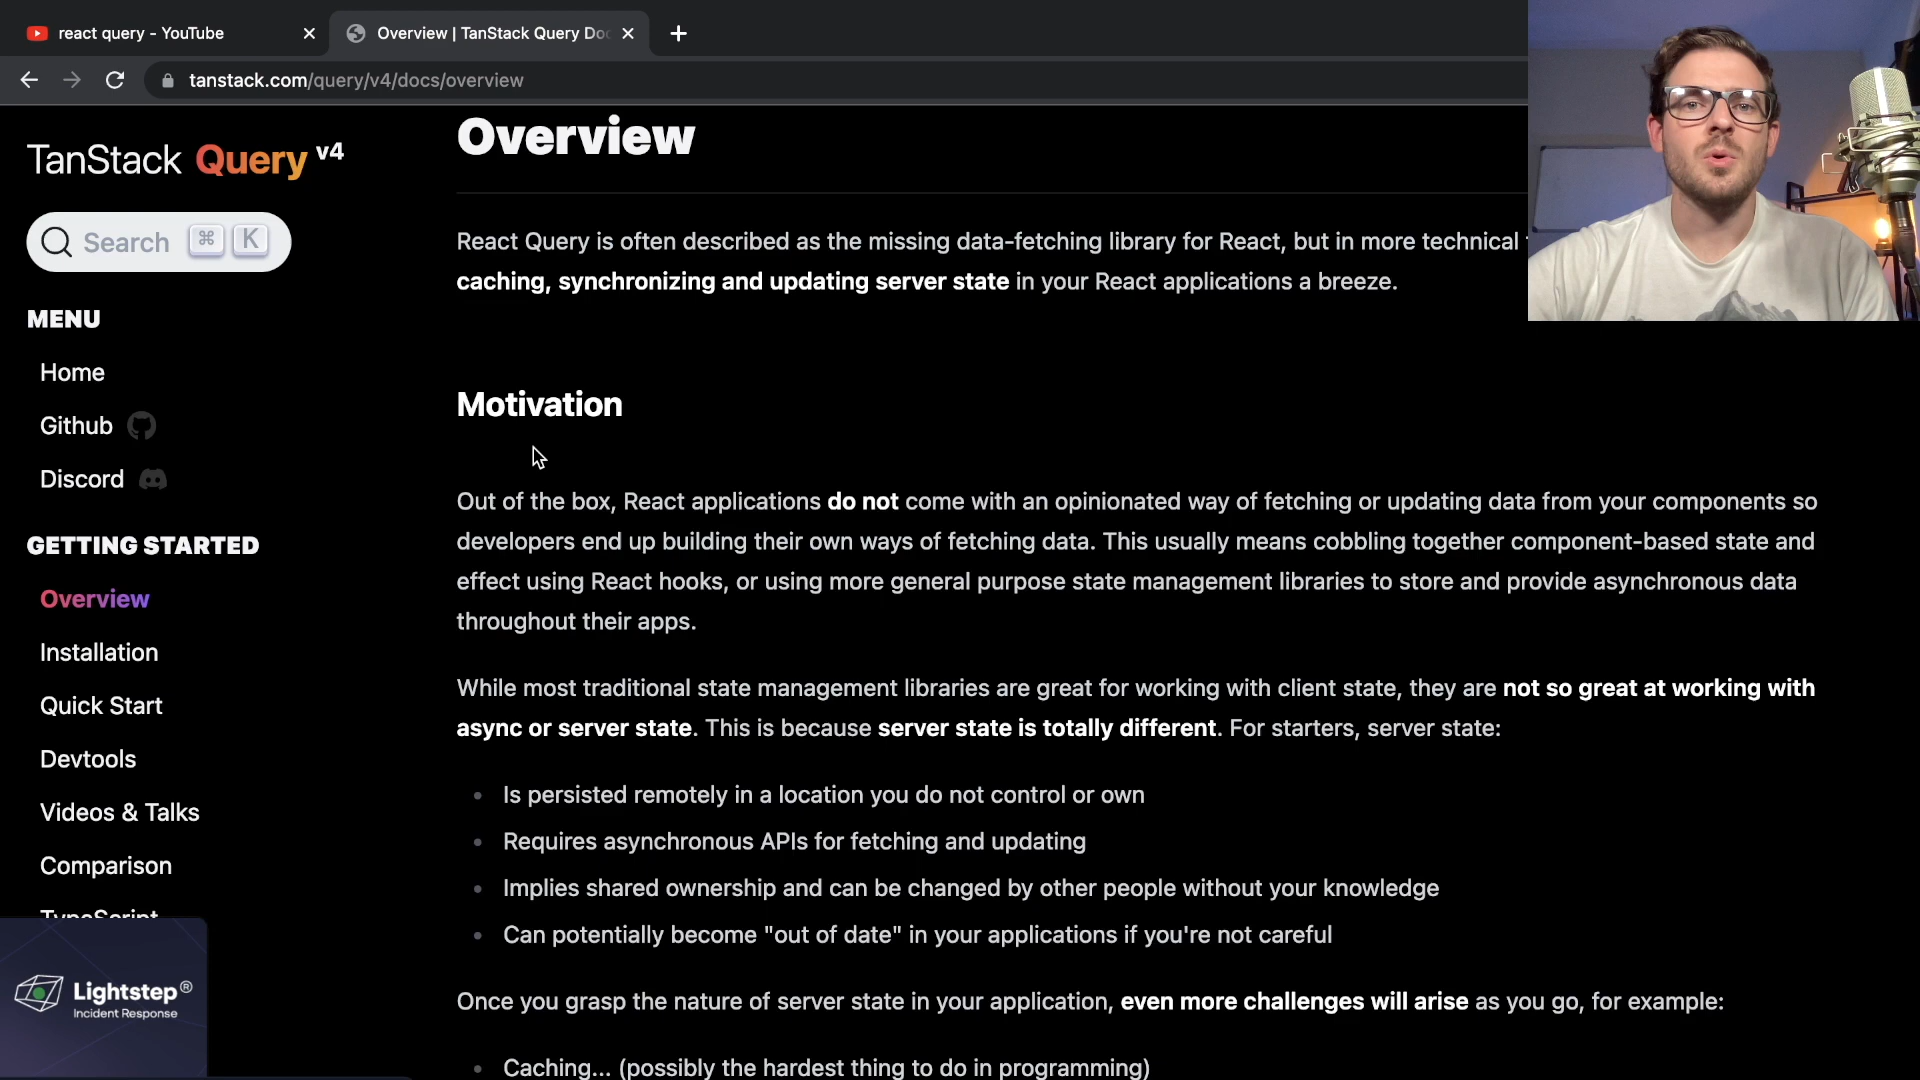 react query - YouTube
Overview | TanStack Query Do
tanstack.com/query/v4/docs/overview
TanStack Query v4
Search ⌘ K
MENU
Home
Github
Discord
GETTING STARTED
Overview
Installation
Quick Start
Devtools
Videos & Talks
Comparison
TypeScript
Lightstep®
Incident Response
Overview
React Query is often described as the missing data-fetching library for React, but in more technical
caching, synchronizing and updating server state in your React applications a breeze.
Motivation
Out of the box, React applications do not come with an opinionated way of fetching or updating data from your components so
developers end up building their own ways of fetching data. This usually means cobbling together component-based state and
effect using React hooks, or using more general purpose state management libraries to store and provide asynchronous data
throughout their apps.
While most traditional state management libraries are great for working with client state, they are not so great at working with
async or server state. This is because server state is totally different. For starters, server state:
• Is persisted remotely in a location you do not control or own
• Requires asynchronous APIs for fetching and updating
• Implies shared ownership and can be changed by other people without your knowledge
• Can potentially become "out of date" in your applications if you're not careful
Once you grasp the nature of server state in your application, even more challenges will arise as you go, for example:
• Caching... (possibly the hardest thing to do in programming)